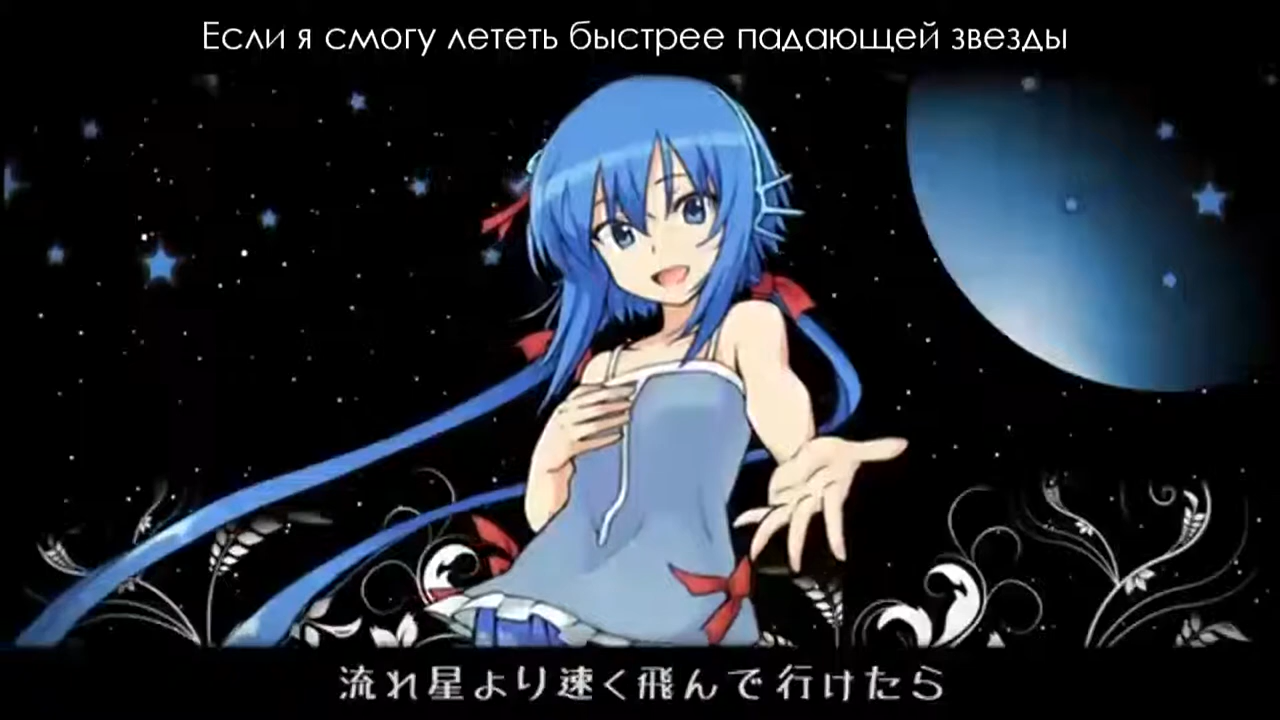 Если я смогу лететь быстрее падающей звезды
流れ星より速く飛んで行けたら